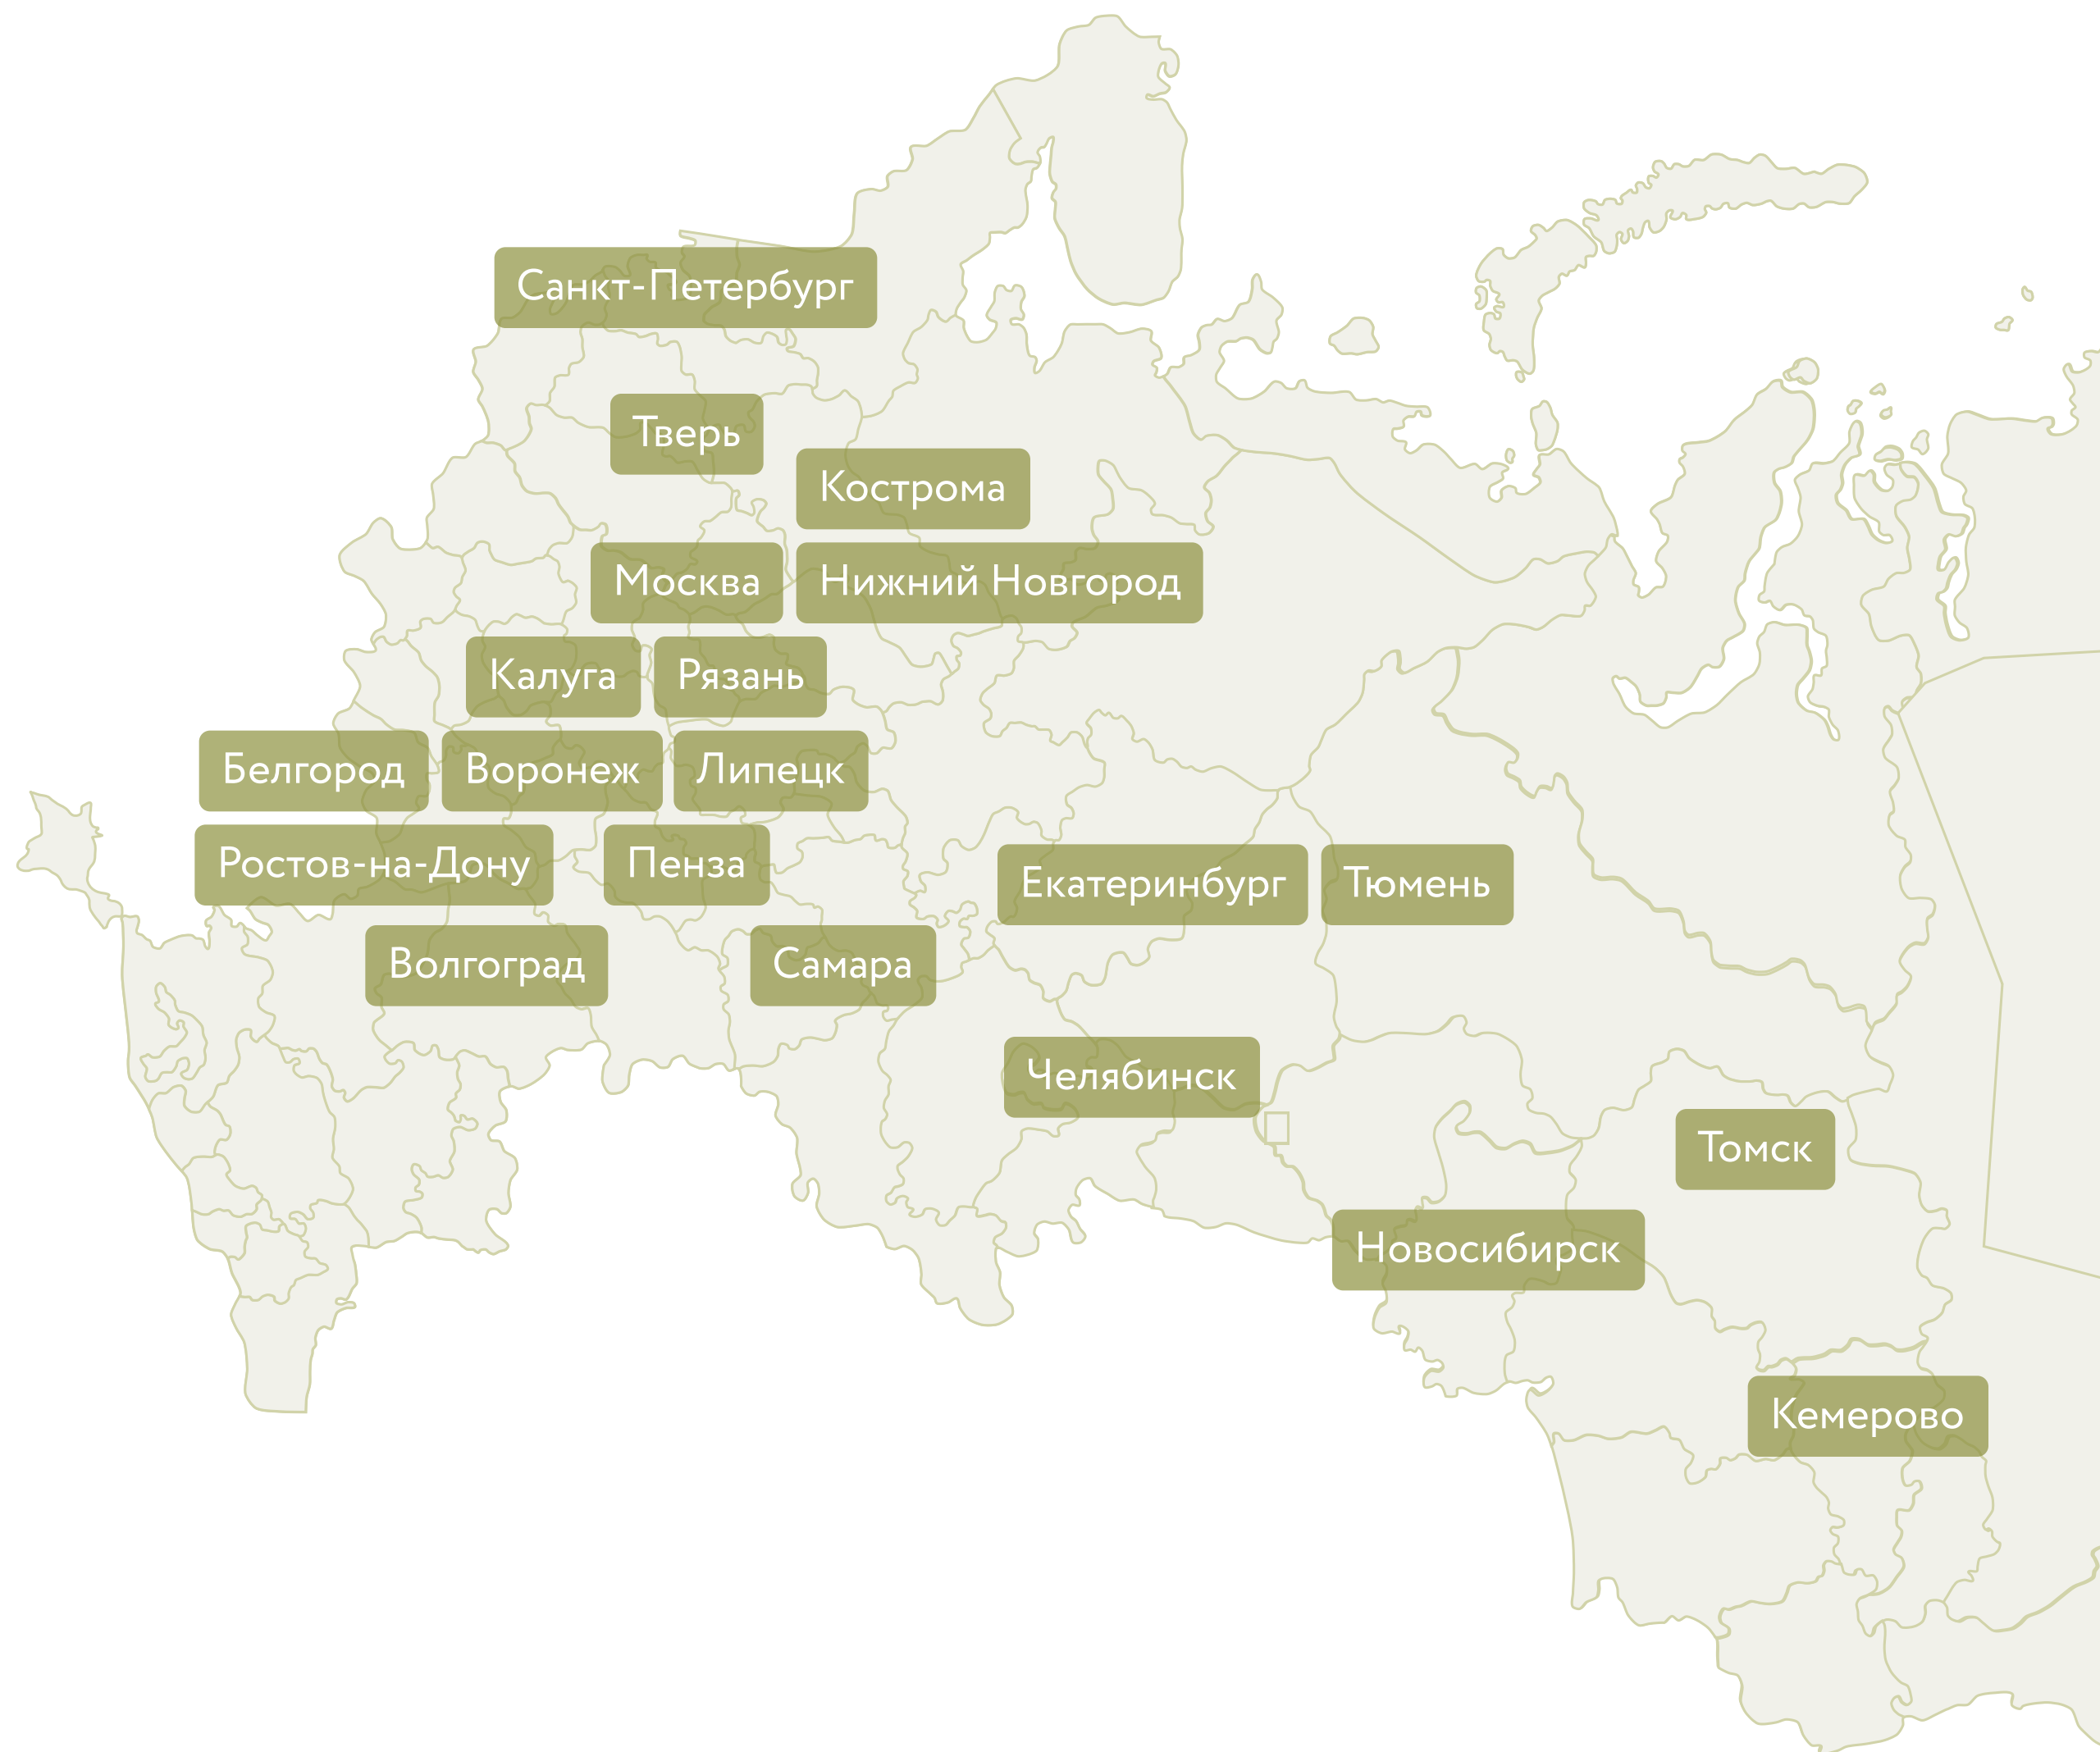 Санкт-Петербург
Тверь
Кострома
Москва
Нижний Новгород
Калуга
Рязань
Белгород
Воронеж
Липецк
Ростов-на-Дону
Пенза
Екатеринбург
Тюмень
Волгоград
Самара
Челябинск
Томск
Новосибирск
Кемерово